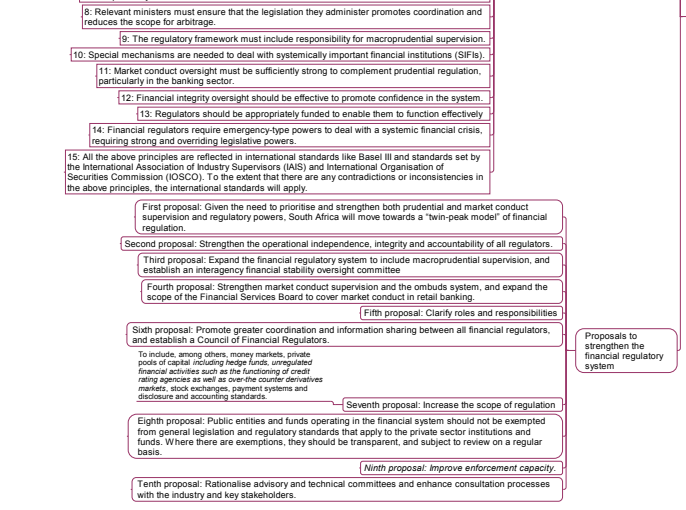 8: Relevant ministers must ensure that the legislation they administer promotes coordination and
reduces the scope for arbitrage.
9: The regulatory framework must include responsibility for macroprudential supervision.
10: Special mechanisms are needed to deal with systemically important financial institutions (SIFIs).
11: Market conduct oversight must be sufficiently strong to complement prudential regulation,
particularly in the banking sector.
12: Financial integrity oversight should be effective to promote confidence in the system.
13: Regulators should be appropriately funded to enable them to function effectively
14: Financial regulators require emergency-type powers to deal with a systemic financial crisis,
requiring strong and overriding legislative powers.
15: All the above principles are reflected in international standards like Basel III and standards set by
the International Association of Industry Supervisors (IAIS) and International Organisation of
Securities Commission (IOSCO). To the extent that there are any contradictions or inconsistencies in
the above principles, the international standards will apply.
First proposal: Given the need to prioritise and strengthen both prudential and market conduct
supervision and regulatory powers, South Africa will move towards a “twin-peak model” of financial
regulation.
Second proposal: Strengthen the operational independence, integrity and accountability of all regulators.
Third proposal: Expand the financial regulatory system to include macroprudential supervision, and
establish an interagency financial stability oversight committee
Fourth proposal: Strengthen market conduct supervision and the ombuds system, and expand the
scope of the Financial Services Board to cover market conduct in retail banking.
Fifth proposal: Clarify roles and responsibilities
Sixth proposal: Promote greater coordination and information sharing between all financial regulators,
and establish a Council of Financial Regulators.
Proposals to
strengthen the
financial regulatory
system
To include, among others, money markets, private
pools of capital including hedge funds, unregulated
financial activities such as the functioning of credit
rating agencies as well as over-the counter derivatives
markets, stock exchanges, payment systems and
disclosure and accounting standards.
Seventh proposal: Increase the scope of regulation
Eighth proposal: Public entities and funds operating in the financial system should not be exempted
from general legislation and regulatory standards that apply to the private sector institutions and
funds. Where there are exemptions, they should be transparent, and subject to review on a regular
basis.
Ninth proposal: Improve enforcement capacity.
Tenth proposal: Rationalise advisory and technical committees and enhance consultation processes
with the industry and key stakeholders.